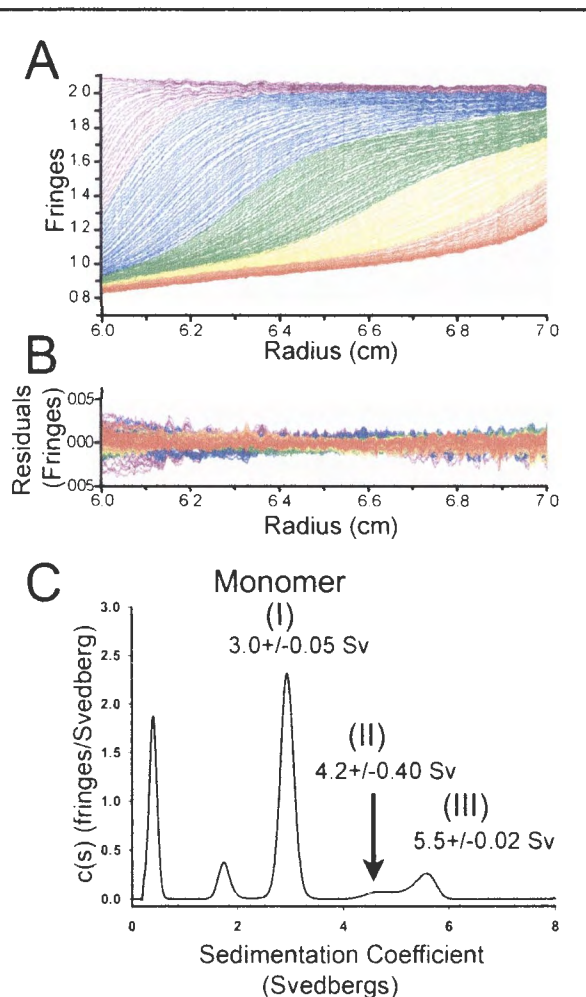 A
Fringes
2 0
1 8
1.6
1.4
1 2
1 0
0 8
6 0 6 2 6 4 6 6 6 8 7 0
Radius (cm)
B
Residuals
(Fringes)
005
000
005
6 0 6 2 6 4 6 6 6 8 7 0
Radius (cm)
C
Monomer
(I)
3.0+/-0.05 Sv
(II)
4.2+/-0.40 Sv
(III)
5.5+/-0.02 Sv
c(s) (fringes/Svedberg)
3.0
2.5
2.0
1.5
1.0
0.5
0.0
0 2 4 6 8
Sedimentation Coefficient
(Svedbergs)